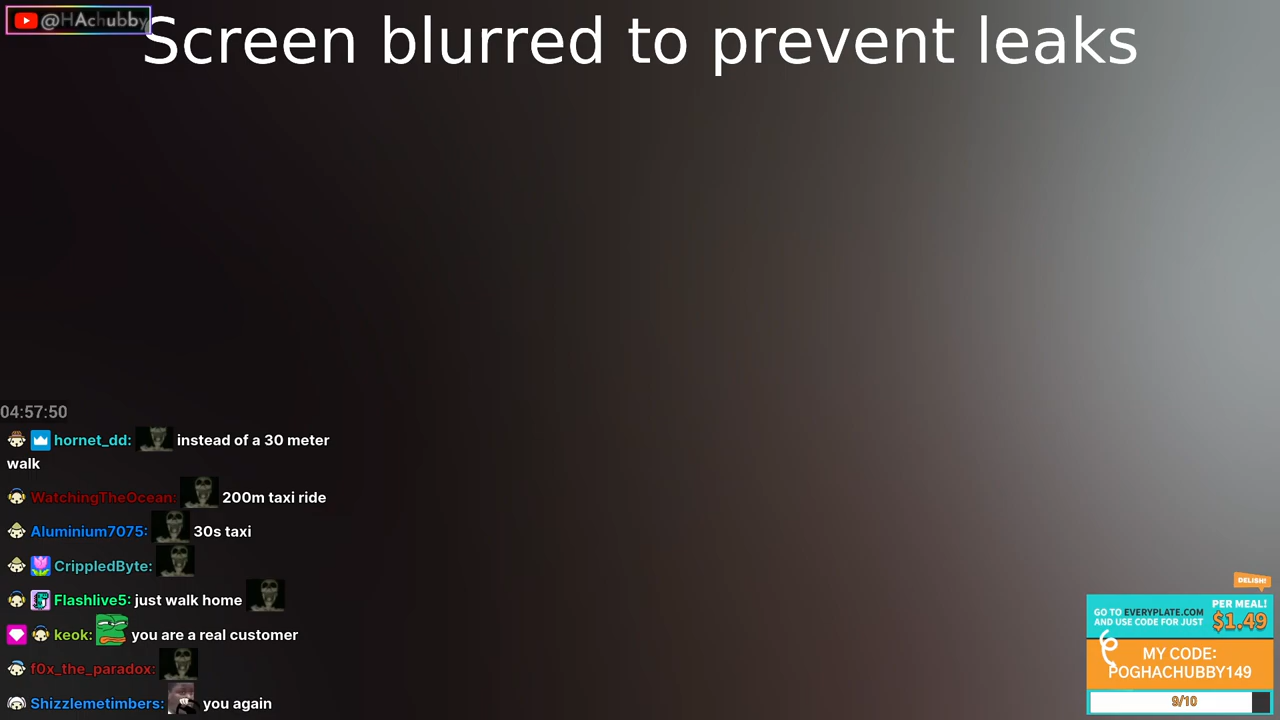 @HAchubby
Screen blurred to prevent leaks
04:57:50
hornet_dd: instead of a 30 meter
walk
WatchingTheOcean: 200m taxi ride
Aluminium7075: 30s taxi
CrippledByte:
Flashlive5: just walk home
keok: you are a real customer
f0x_the_paradox:
Shizzlemetimbers: you again
DELISH!
GO TO EVERYPLATE.COM
AND USE CODE FOR JUST
PER MEAL!
$1.49
MY CODE:
POGHACHUBBY149
9/10